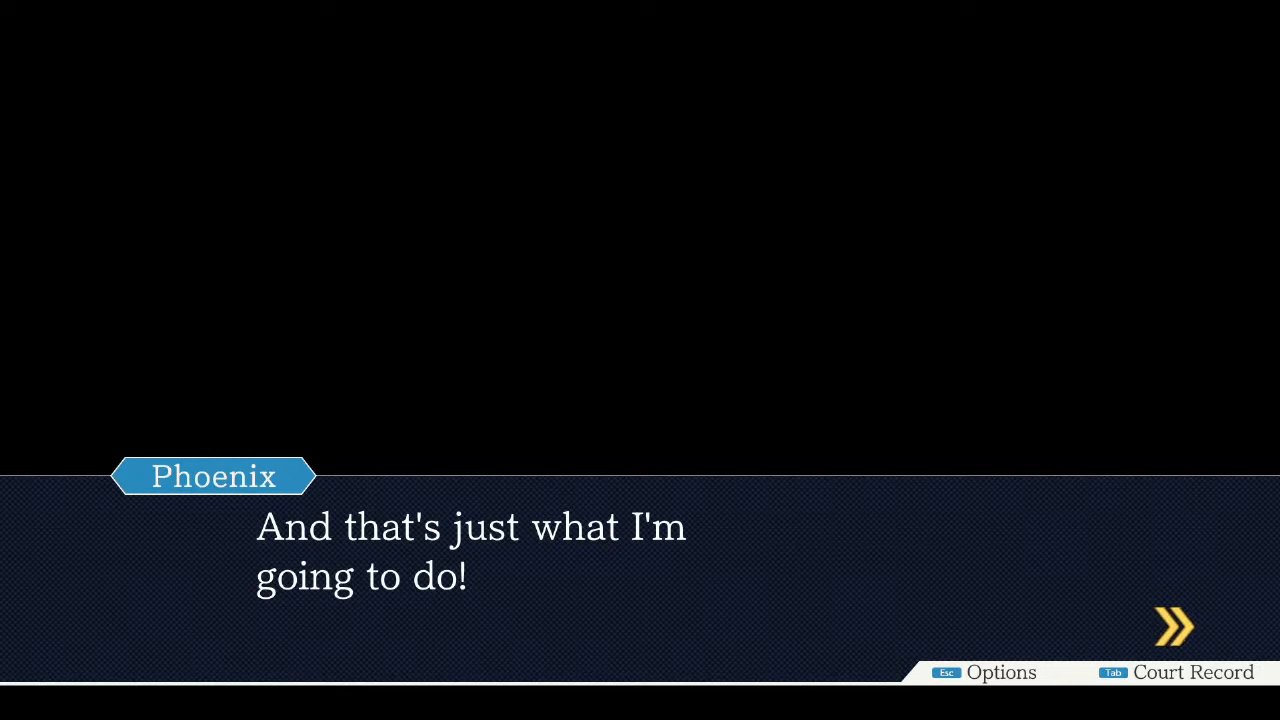 Phoenix
And that's just what I'm
going to do!
Esc Options Tab Court Record